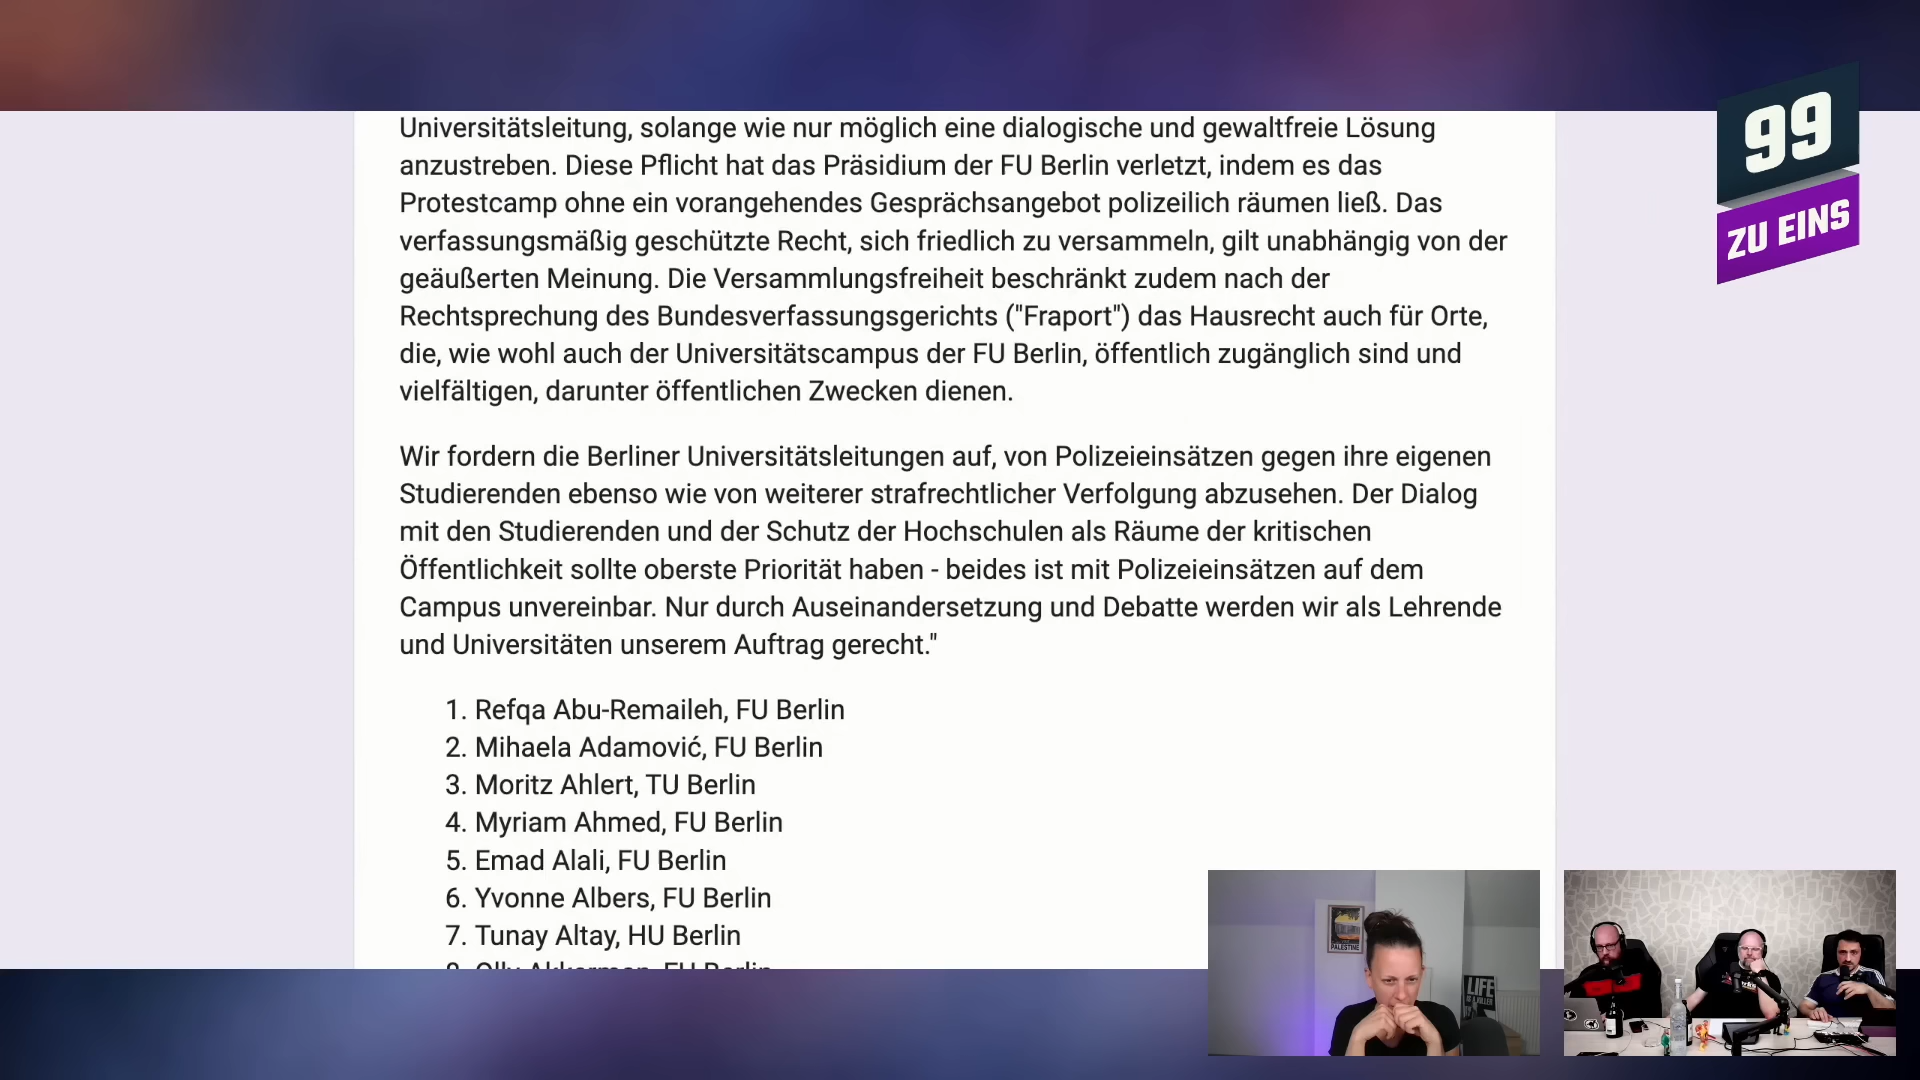 Universitätsleitung, solange wie nur möglich eine dialogische und gewaltfreie Lösung
anzustreben. Diese Pflicht hat das Präsidium der FU Berlin verletzt, indem es das
Protestcamp ohne ein vorangehendes Gesprächsangebot polizeilich räumen ließ. Das
verfassungsmäßig geschützte Recht, sich friedlich zu versammeln, gilt unabhängig von der
geäußerten Meinung. Die Versammlungsfreiheit beschränkt zudem nach der
Rechtsprechung des Bundesverfassungsgerichts ("Fraport") das Hausrecht auch für Orte,
die, wie wohl auch der Universitätscampus der FU Berlin, öffentlich zugänglich sind und
vielfältigen, darunter öffentlichen Zwecken dienen.
Wir fordern die Berliner Universitätsleitungen auf, von Polizeieinsätzen gegen ihre eigenen
Studierenden ebenso wie von weiterer strafrechtlicher Verfolgung abzusehen. Der Dialog
mit den Studierenden und der Schutz der Hochschulen als Räume der kritischen
Öffentlichkeit sollte oberste Priorität haben - beides ist mit Polizeieinsätzen auf dem
Campus unvereinbar. Nur durch Auseinandersetzung und Debatte werden wir als Lehrende
und Universitäten unserem Auftrag gerecht."
1. Refqa Abu-Remaileh, FU Berlin
2. Mihaela Adamović, FU Berlin
3. Moritz Ahlert, TU Berlin
4. Myriam Ahmed, FU Berlin
5. Emad Alali, FU Berlin
6. Yvonne Albers, FU Berlin
7. Tunay Altay, HU Berlin
99
ZU EINS
PALESTINE
LIFE
IS A KILLER